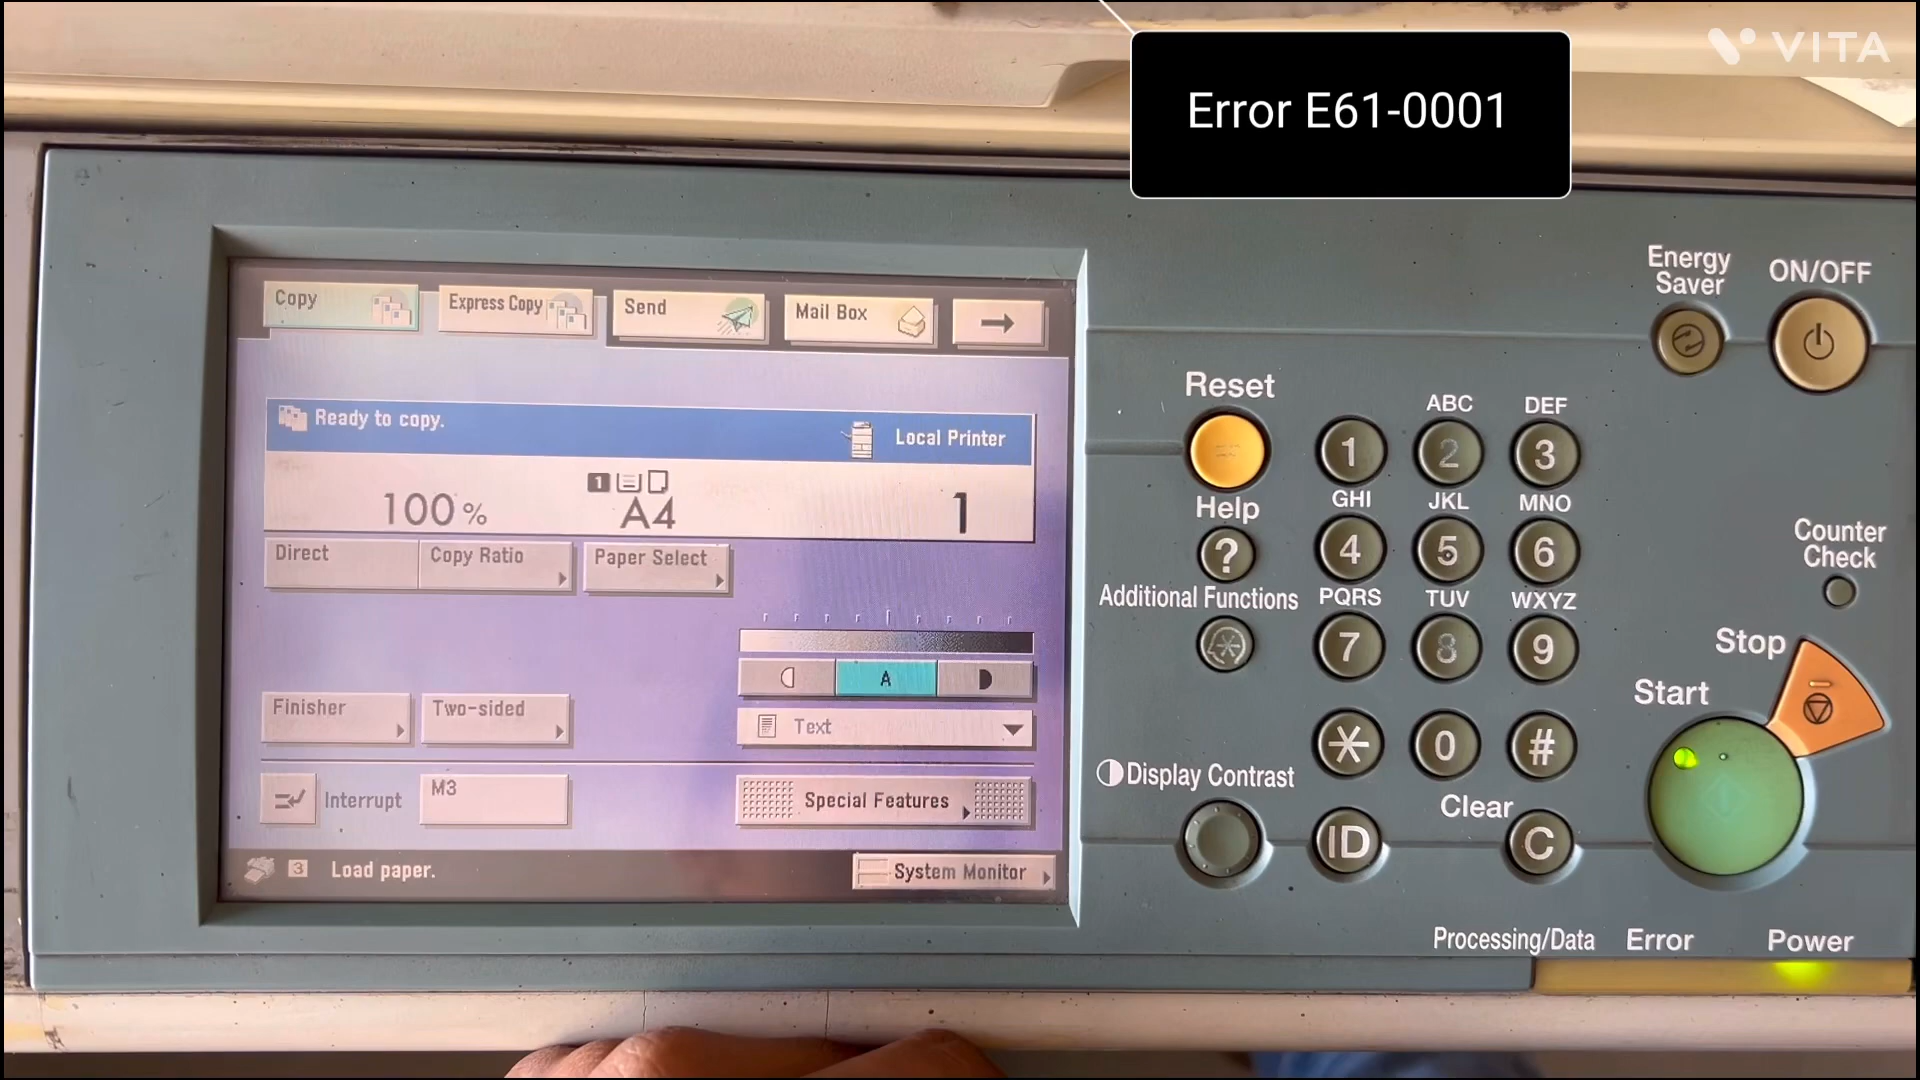 VITA
Error E61-0001
Copy
Express Copy
Send
Mail Box
Ready to copy.
Local Printer
100 %
1
A4
1
Direct
Copy Ratio
Paper Select
A
Finisher
Two-sided
Text
Interrupt
M3
Special Features
3 Load paper.
System Monitor
Energy
Saver
ON/OFF
Reset
Help
?
Additional Functions
Display Contrast
ABC
DEF
1
2
3
GHI
JKL
MNO
4
5
6
PQRS
TUV
WXYZ
7
8
9
*
0
#
Clear
ID
C
Counter
Check
Stop
Start
Processing/Data
Error
Power